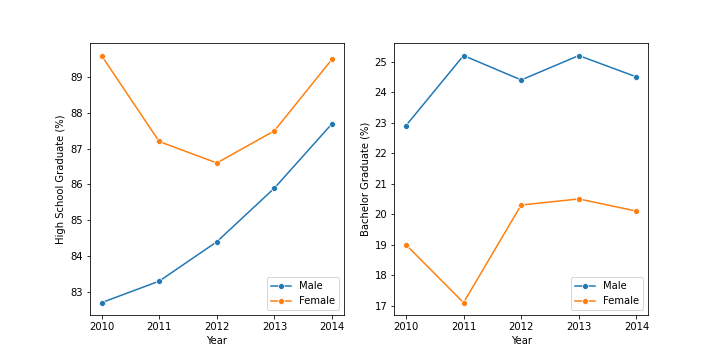 High School Graduate (%)
89
88
87
86
85
84
83
2010 2011 2012 2013 2014
Year
Male
Female
Bachelor Graduate (%)
25
24
23
22
21
20
19
18
17
2010 2011 2012 2013 2014
Year
Male
Female